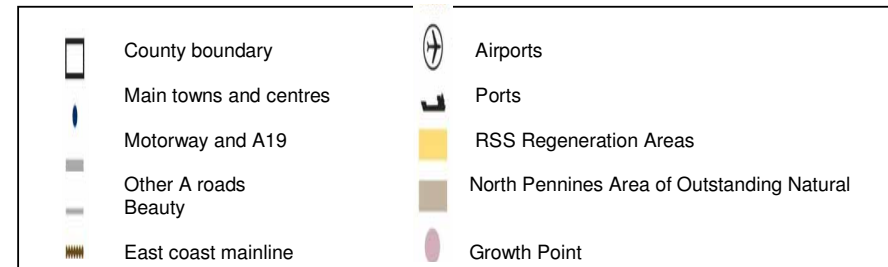 County boundary
Airports
Main towns and centres
Ports
Motorway and A19
RSS Regeneration Areas
Other A roads
North Pennines Area of Outstanding Natural
Beauty
East coast mainline
Growth Point